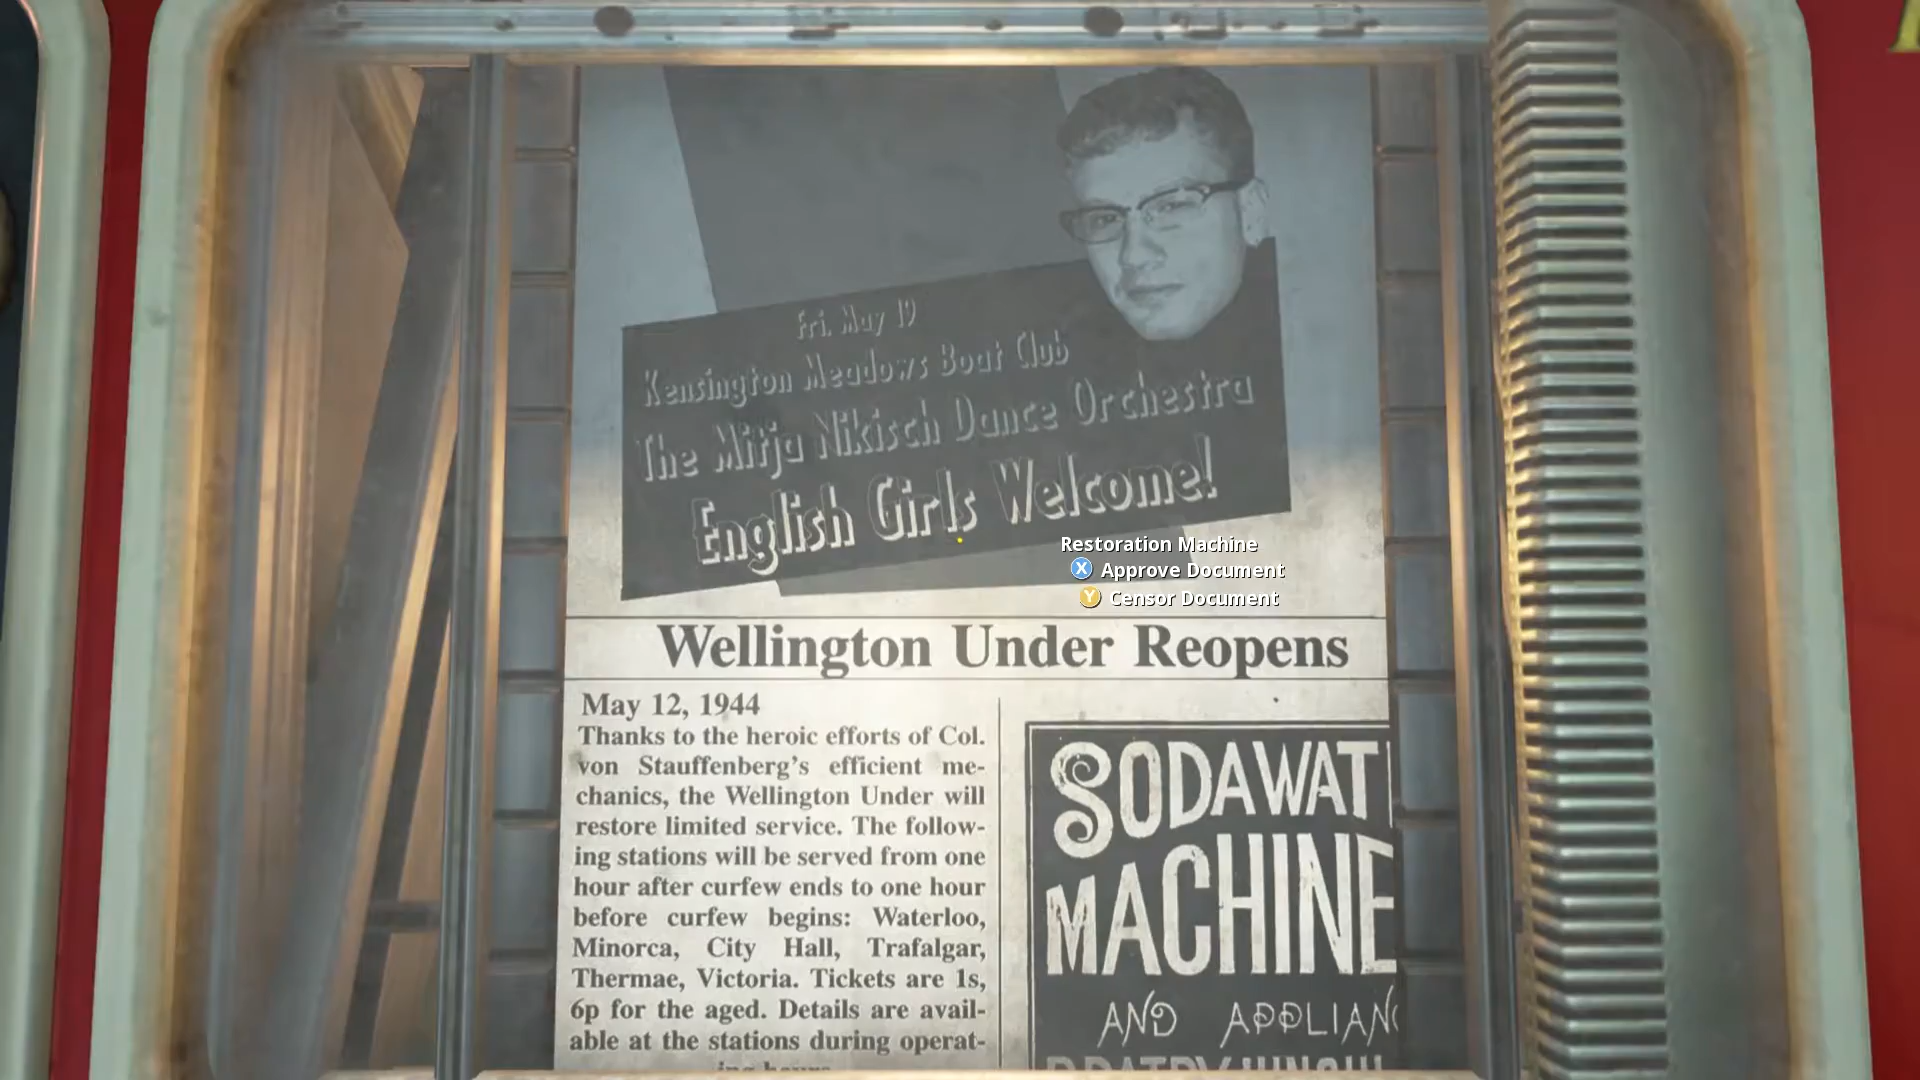 Fri. May 19
Kensington Meadows Boat Club
The Mitja Nikisch Dance Orchestra
English Girls Welcome!
Restoration Machine
X Approve Document
Y Censor Document
Wellington Under Reopens
May 12, 1944
Thanks to the heroic efforts of Col.
von Stauffenberg's efficient me-
chanics, the Wellington Under will
restore limited service. The follow-
ing stations will be served from one
hour after curfew ends to one hour
before curfew begins: Waterloo,
Minorca, City Hall, Trafalgar,
Thermae, Victoria. Tickets are 1s,
6p for the aged. Details are avail-
able at the stations during operat-
ing hours.
SODAWAT
MACHINE
AND APPLIANC